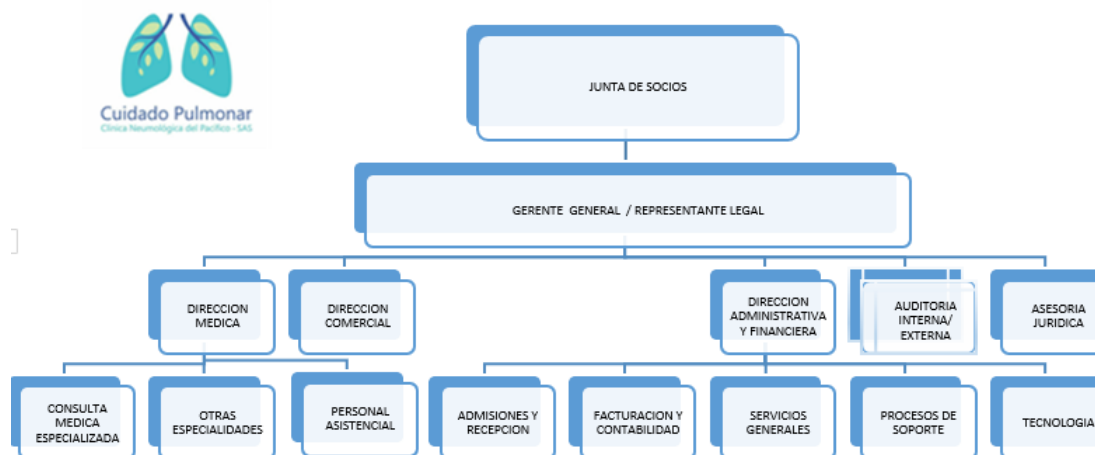 Cuidado Pulmonar
Clínica Neumológica del Pacífico - SAS
JUNTA DE SOCIOS
GERENTE GENERAL / REPRESENTANTE LEGAL
DIRECCION
MEDICA
DIRECCION
COMERCIAL
DIRECCION
ADMINISTRATIVA
Y FINANCIERA
AUDITORIA
INTERNA/
EXTERNA
ASESORIA
JURIDICA
CONSULTA
MEDICA
ESPECIALIZADA
OTRAS
ESPECIALIDADES
PERSONAL
ASISTENCIAL
ADMISIONES Y
RECEPCION
FACTURACION Y
CONTABILIDAD
SERVICIOS
GENERALES
PROCESOS DE
SOPORTE
TECNOLOGIA